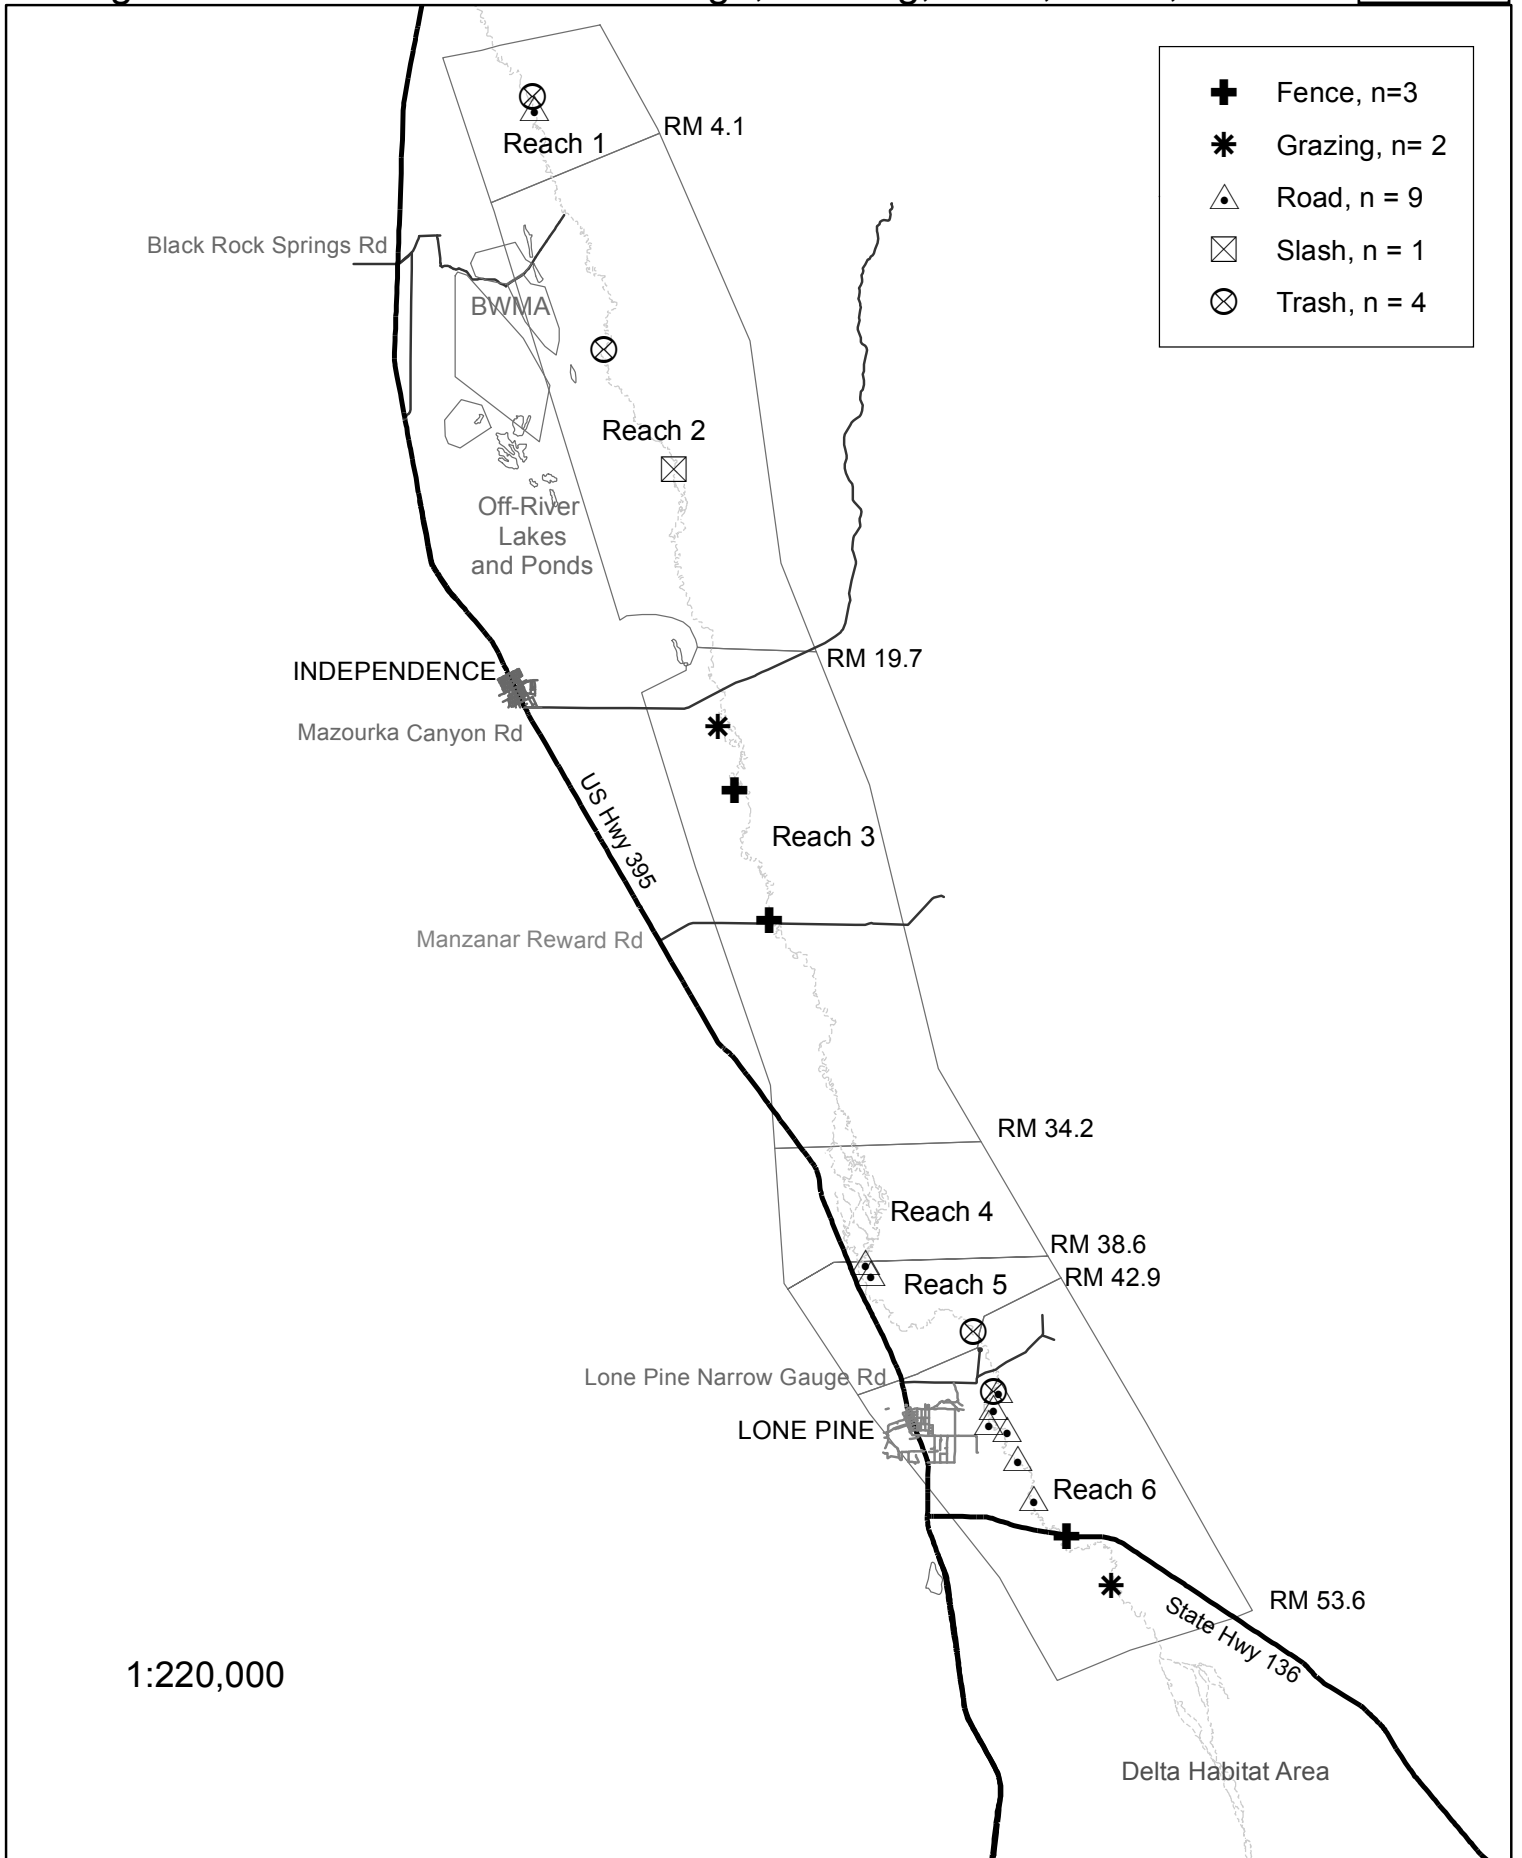 Fence, n=3
Grazing, n= 2
Road, n = 9
Slash, n = 1
Trash, n = 4
RM 4.1
Reach 1
Black Rock Springs Rd
BWMA
Reach 2
Off-River
Lakes
and Ponds
RM 19.7
INDEPENDENCE
Mazourka Canyon Rd
US Hwy 395
Reach 3
Manzanar Reward Rd
RM 34.2
Reach 4
RM 38.6
RM 42.9
Reach 5
Lone Pine Narrow Gauge Rd
LONE PINE
Reach 6
RM 53.6
State Hwy 136
1:220,000
Delta Habitat Area